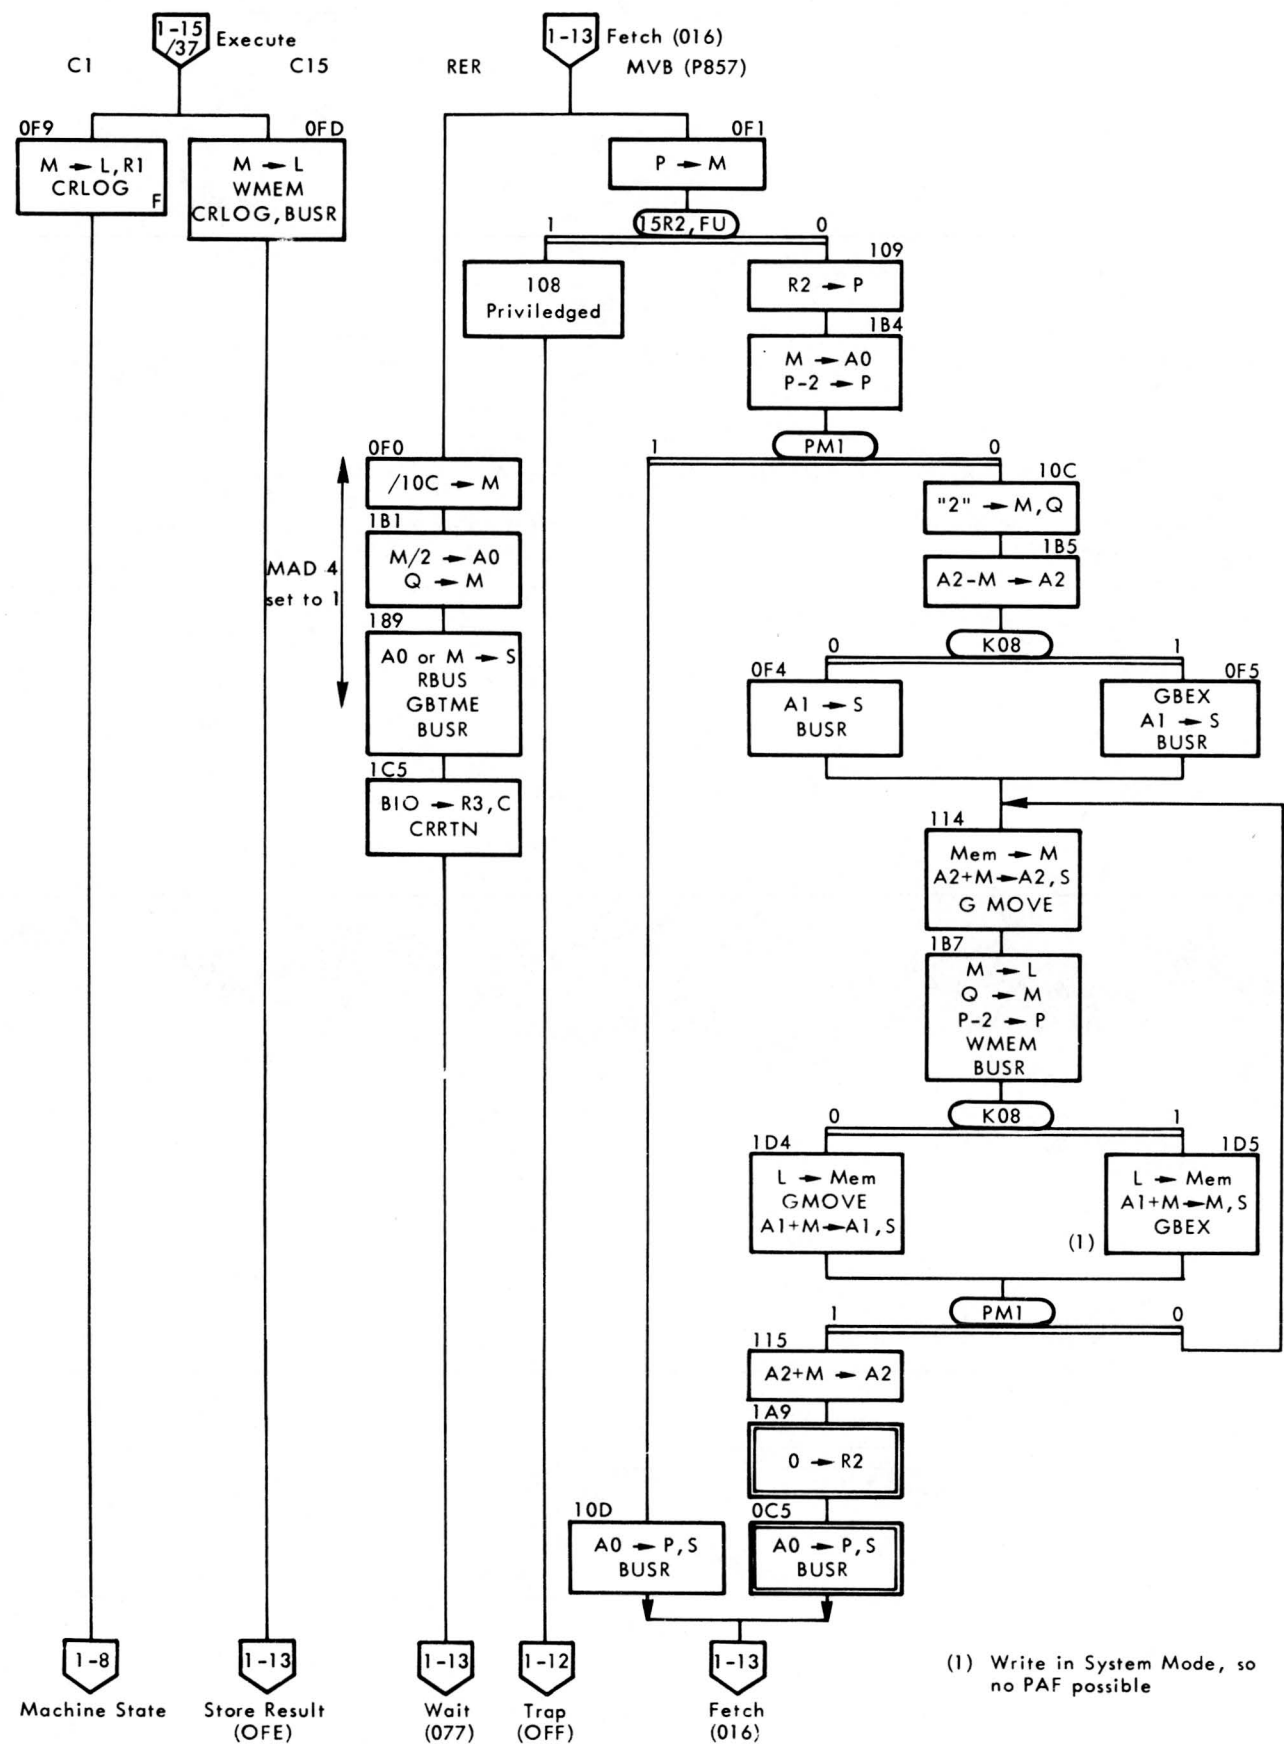 1-15
/37
Execute
C1
C15
1-13
Fetch (016)
RER
MVB (P857)
0F9
M → L,R1
CRLOG
F
0FD
M → L
WMEM
CRLOG,BUSR
0F1
P → M
15R2,FU
1
0
108
Priviledged
109
R2 → P
1B4
M → A0
P-2 → P
PM1
1
0
0F0
/10C → M
1B1
M/2 → A0
Q → M
189
A0 or M → S
RBUS
GBTME
BUSR
1C5
BIO → R3,C
CRRTN
MAD 4
set to 1
10C
"2" → M,Q
1B5
A2-M → A2
K08
0
1
0F4
A1 → S
BUSR
0F5
GBEX
A1 → S
BUSR
114
Mem → M
A2+M→A2,S
G MOVE
1B7
M → L
Q → M
P-2 → P
WMEM
BUSR
K08
0
1
1D4
L → Mem
GMOVE
A1+M→A1,S
1D5
L → Mem
A1+M→M,S
GBEX
(1)
PM1
1
0
115
A2+M → A2
1A9
0 → R2
10D
A0 → P,S
BUSR
0C5
A0 → P,S
BUSR
1-8
Machine State
1-13
Store Result
(OFE)
1-13
Wait
(077)
1-12
Trap
(OFF)
1-13
Fetch
(016)
(1) Write in System Mode, so
no PAF possible